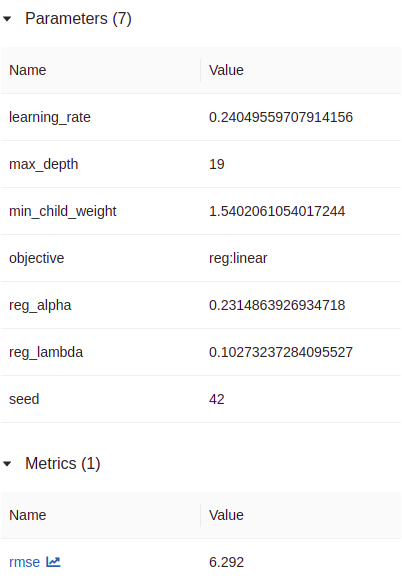 Parameters (7)
Name Value
learning_rate 0.24049559707914156
max_depth 19
min_child_weight 1.5402061054017244
objective reg:linear
reg_alpha 0.2314863926934718
reg_lambda 0.10273237284095527
seed 42
Metrics (1)
Name Value
rmse 6.292